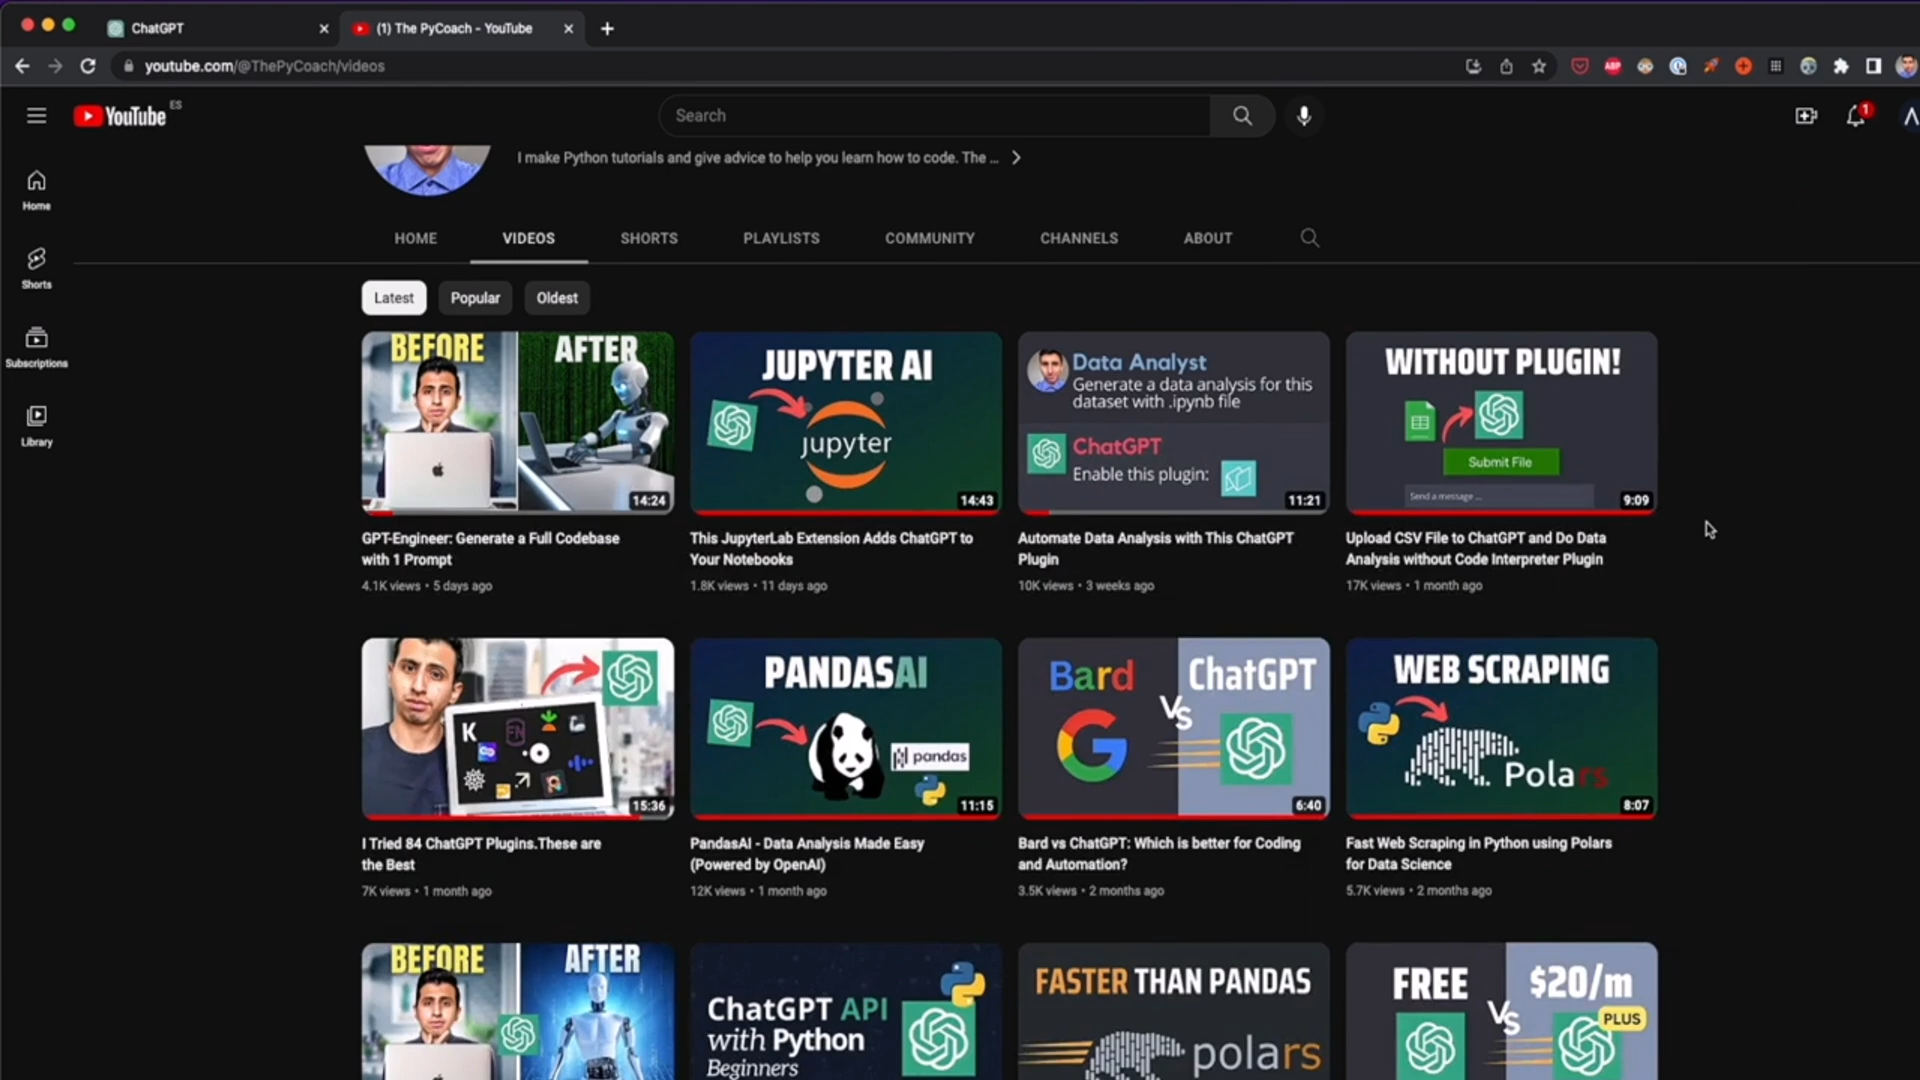 ChatGPT
(1) The PyCoach - YouTube
youtube.com/@ThePyCoach/videos
ABP
YouTube ES
Search
1
I make Python tutorials and give advice to help you learn how to code. The ...
Home
Shorts
Subscriptions
Library
HOME VIDEOS SHORTS PLAYLISTS COMMUNITY CHANNELS ABOUT
Latest Popular Oldest
BEFORE AFTER
14:24
JUPYTER AI
jupyter
14:43
Data Analyst
Generate a data analysis for this
dataset with .ipynb file
ChatGPT
Enable this plugin:
11:21
WITHOUT PLUGIN!
Submit File
Send a message ...
9:09
GPT-Engineer: Generate a Full Codebase
with 1 Prompt
4.1K views • 5 days ago
This JupyterLab Extension Adds ChatGPT to
Your Notebooks
1.8K views • 11 days ago
Automate Data Analysis with This ChatGPT
Plugin
10K views • 3 weeks ago
Upload CSV File to ChatGPT and Do Data
Analysis without Code Interpreter Plugin
17K views • 1 month ago
K
FN
15:36
PANDASAI
pandas
11:15
Bard VS ChatGPT
G
6:40
WEB SCRAPING
Polars
8:07
I Tried 84 ChatGPT Plugins.These are
the Best
7K views • 1 month ago
PandasAI - Data Analysis Made Easy
(Powered by OpenAI)
12K views • 1 month ago
Bard vs ChatGPT: Which is better for Coding
and Automation?
3.5K views • 2 months ago
Fast Web Scraping in Python using Polars
for Data Science
5.7K views • 2 months ago
BEFORE AFTER
ChatGPT API
with Python
Beginners
FASTER THAN PANDAS
polars
FREE VS $20/m
PLUS